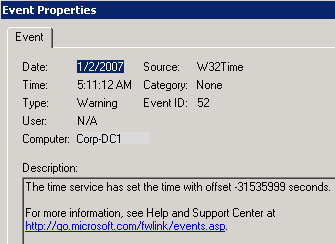 Event Properties
Event
Date: 1/2/2007 Source: W32Time
Time: 5:11:12 AM Category: None
Type: Warning Event ID: 52
User: N/A
Computer: Corp-DC1
Description:
The time service has set the time with offset -31535999 seconds.
For more information, see Help and Support Center at
http://go.microsoft.com/fwlink/events.asp.